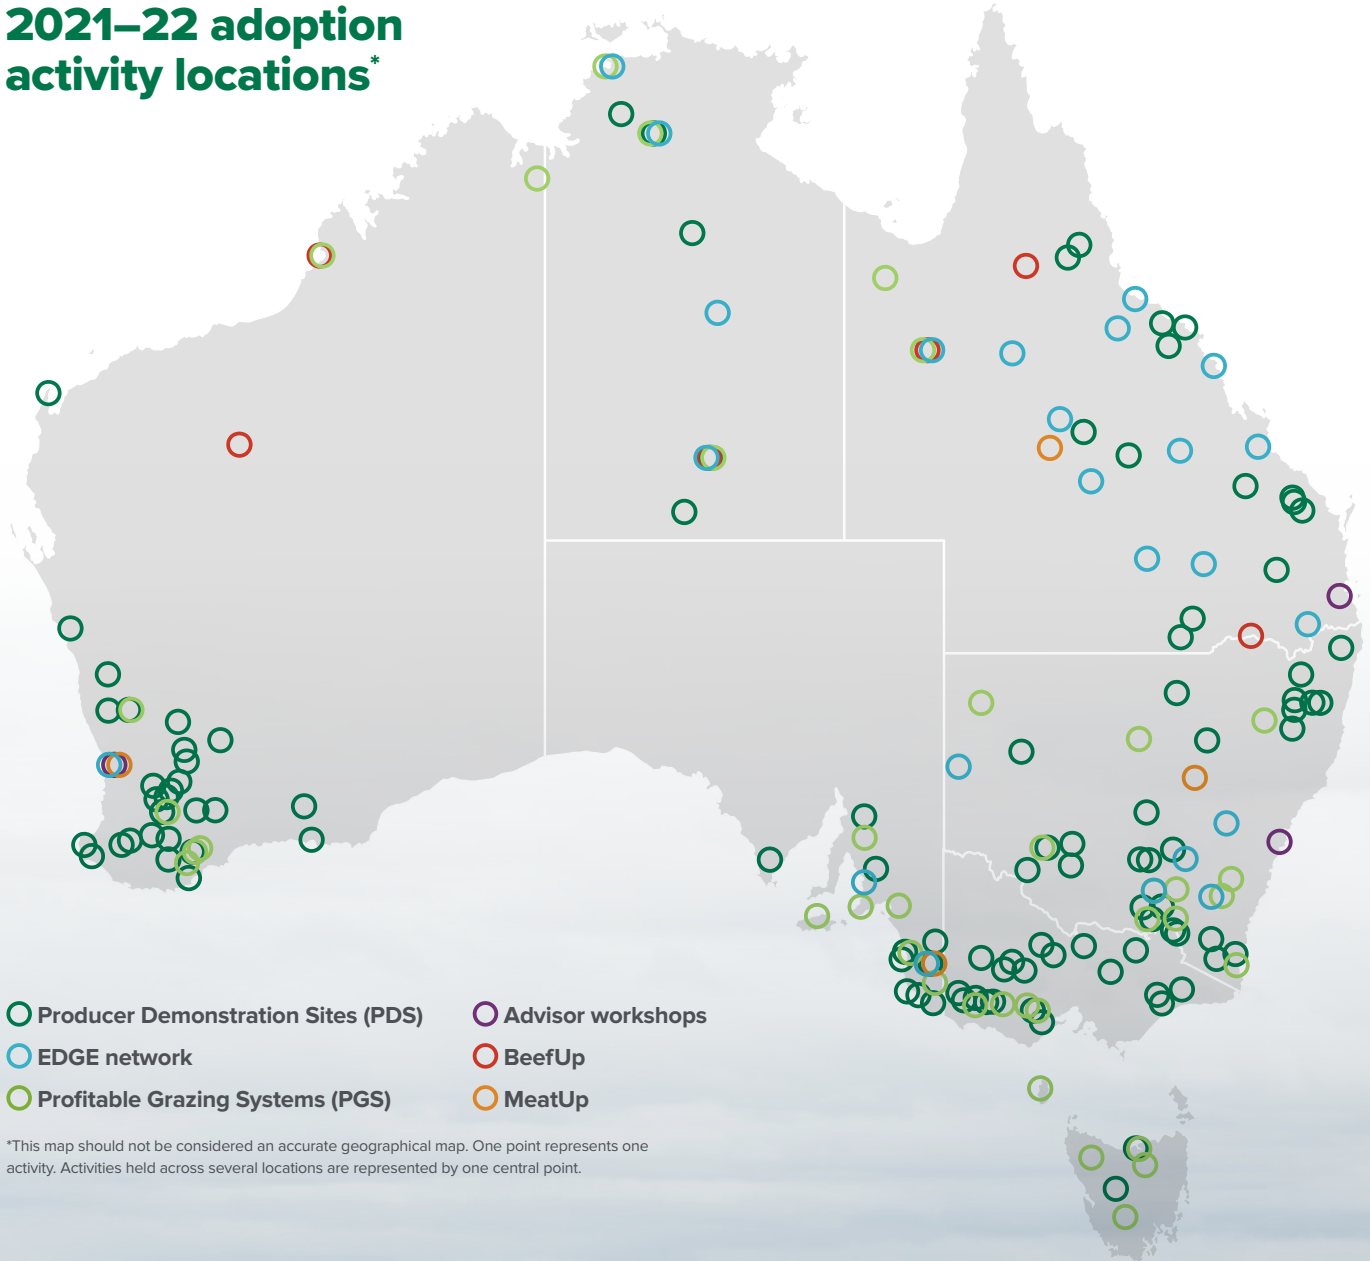 2021–22 adoption
activity locations*
Producer Demonstration Sites (PDS)
EDGE network
Profitable Grazing Systems (PGS)
Advisor workshops
BeefUp
MeatUp
*This map should not be considered an accurate geographical map. One point represents one
activity. Activities held across several locations are represented by one central point.